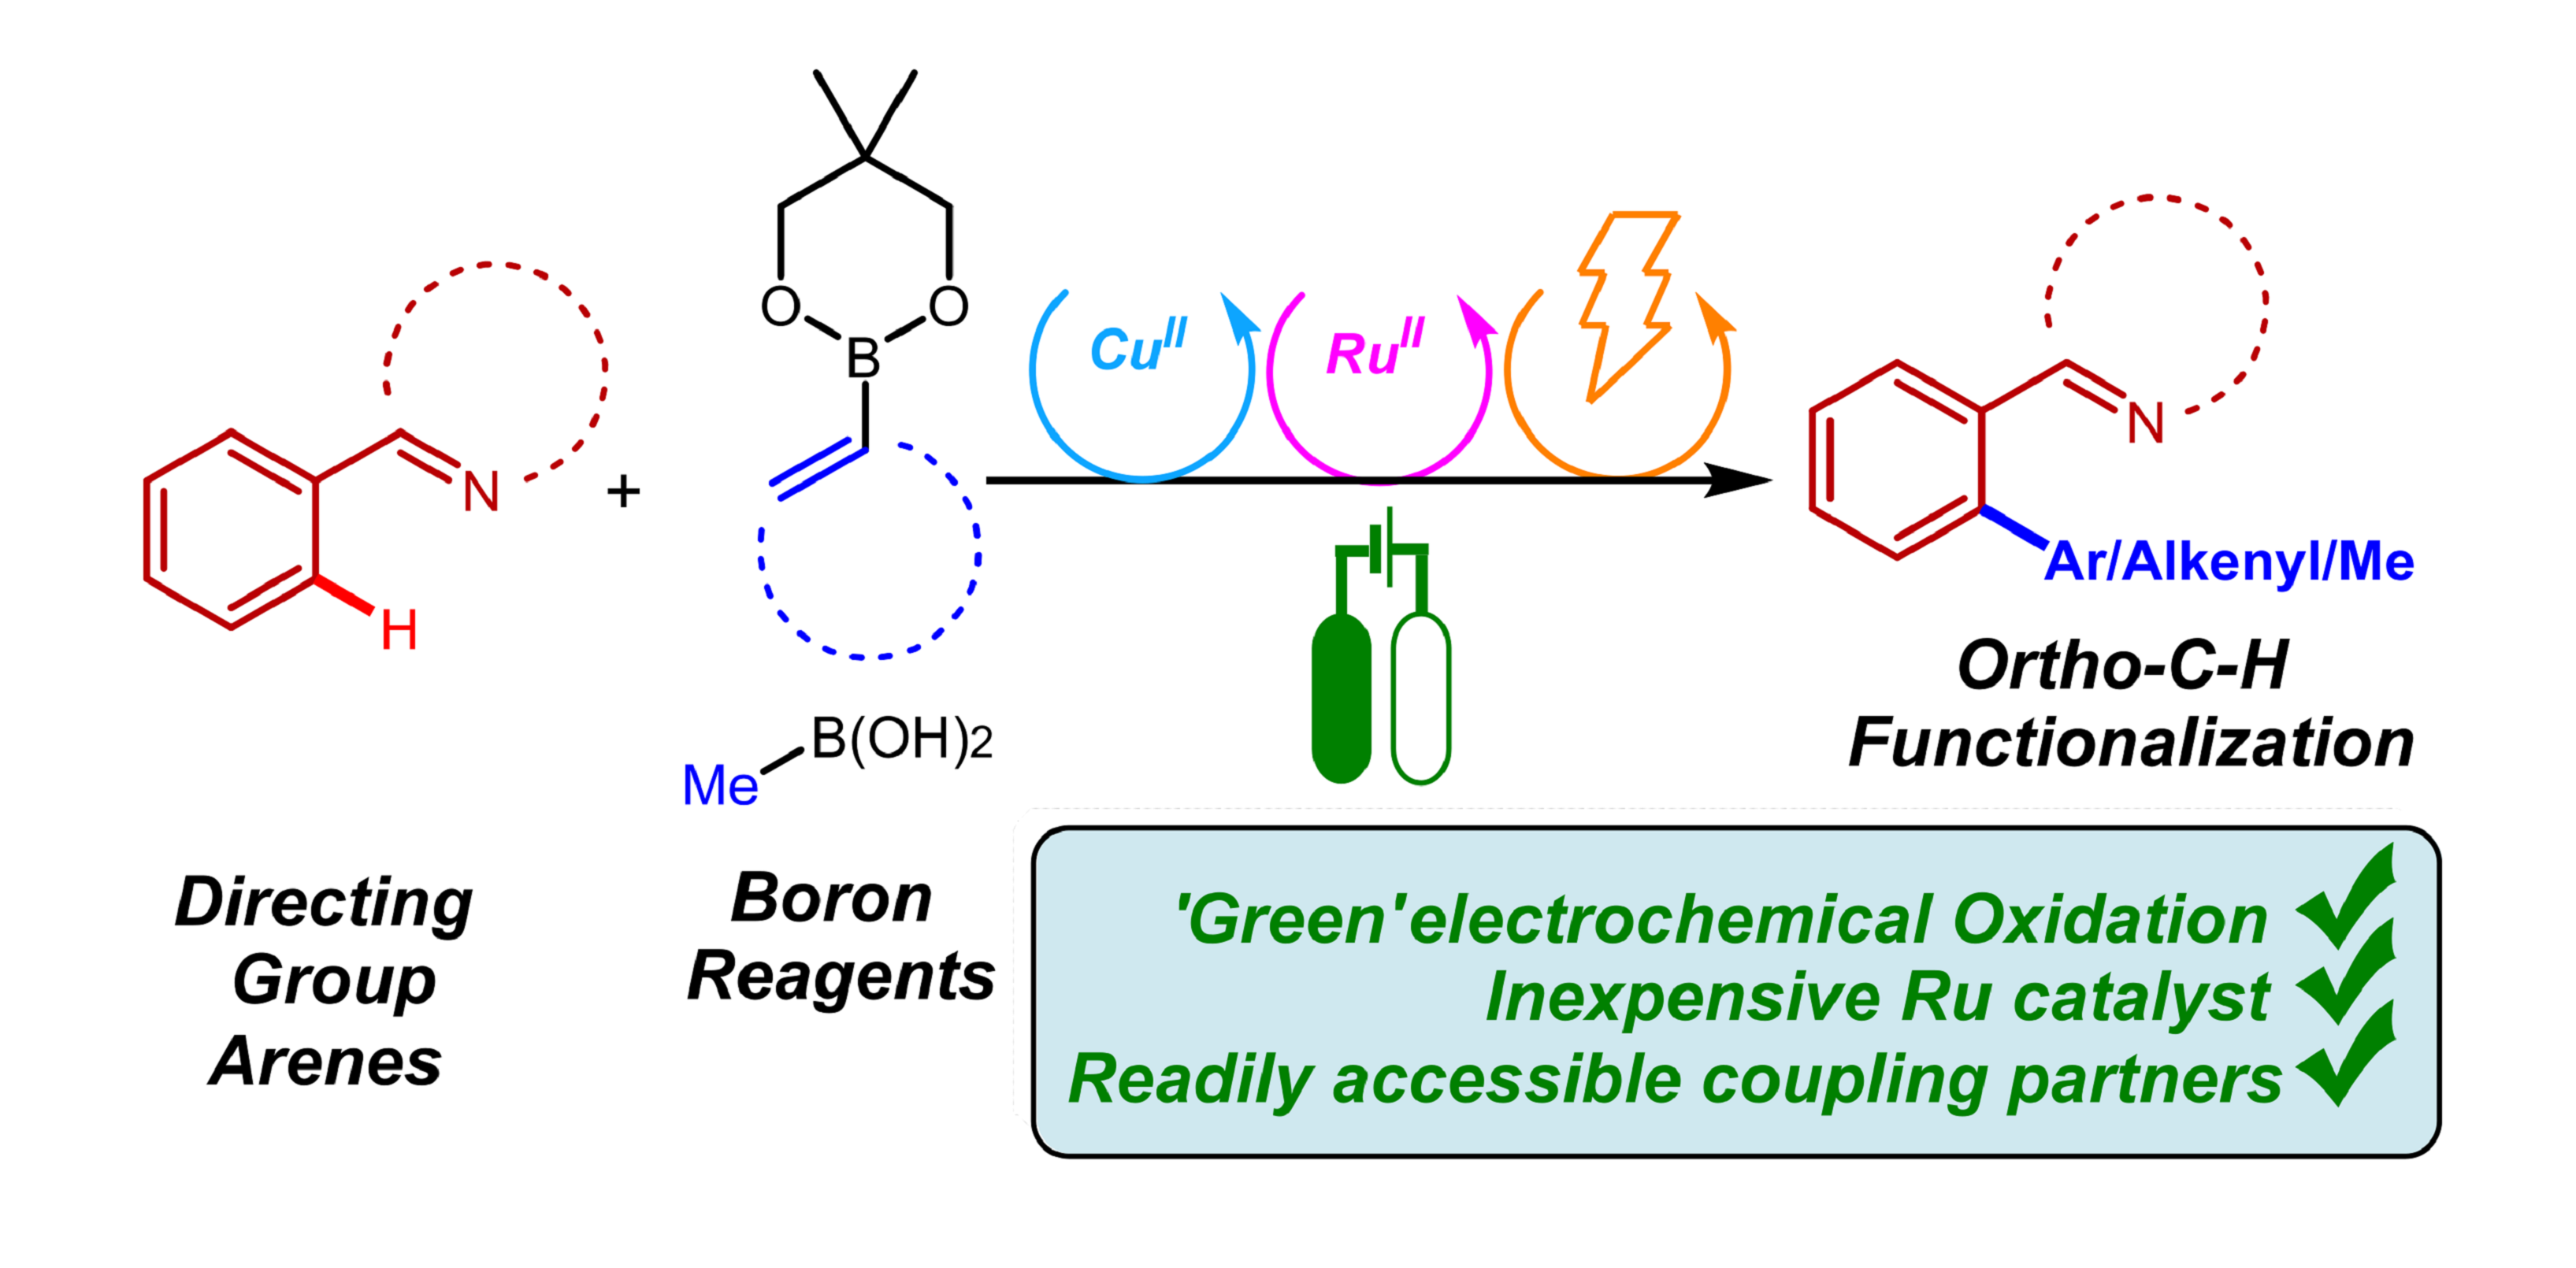 O
O
B
Cu^II
Ru^II
N
N
+
H
Ar/Alkenyl/Me
Ortho-C-H
Functionalization
B(OH)2
Me
Directing
Group
Arenes
Boron
Reagents
'Green'electrochemical Oxidation
Inexpensive Ru catalyst
Readily accessible coupling partners